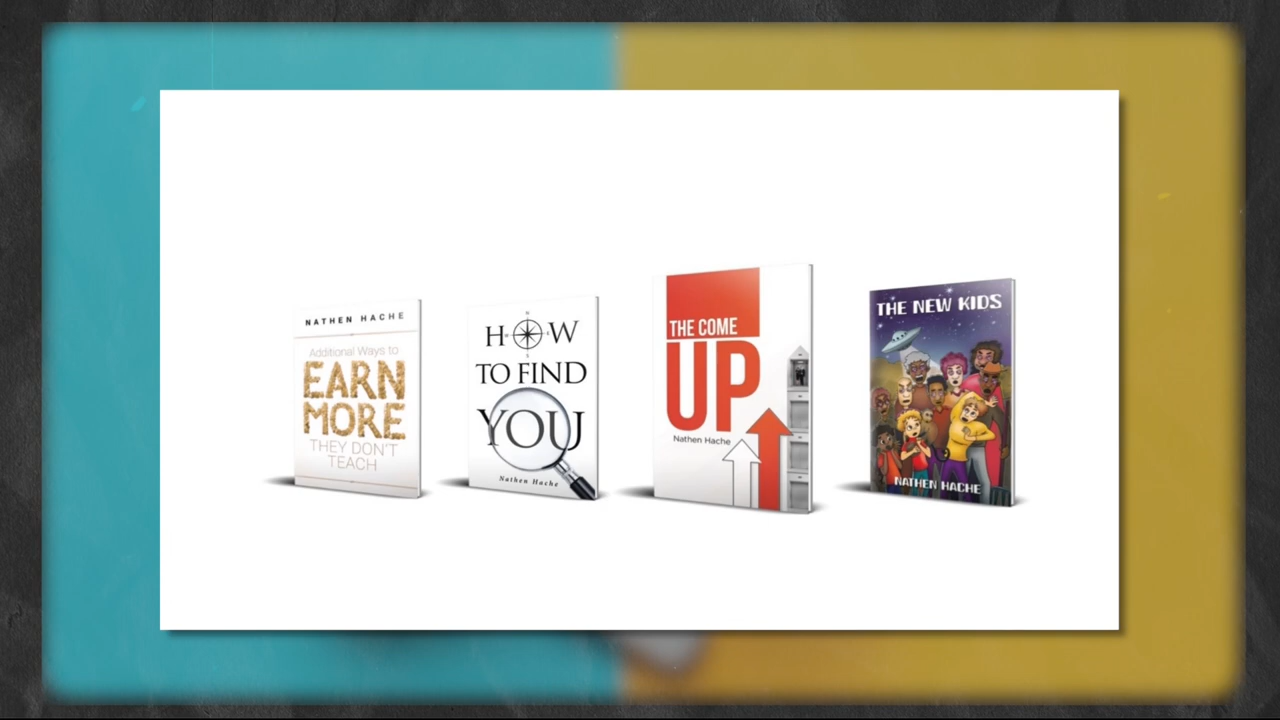 NATHEN HACHE
Additional Ways to
EARN
MORE
THEY DON'T
TEACH
HOW
TO FIND
YOU
Nathen Hache
THE COME
UP
Nathen Hache
THE NEW KIDS
NATHEN HACHE